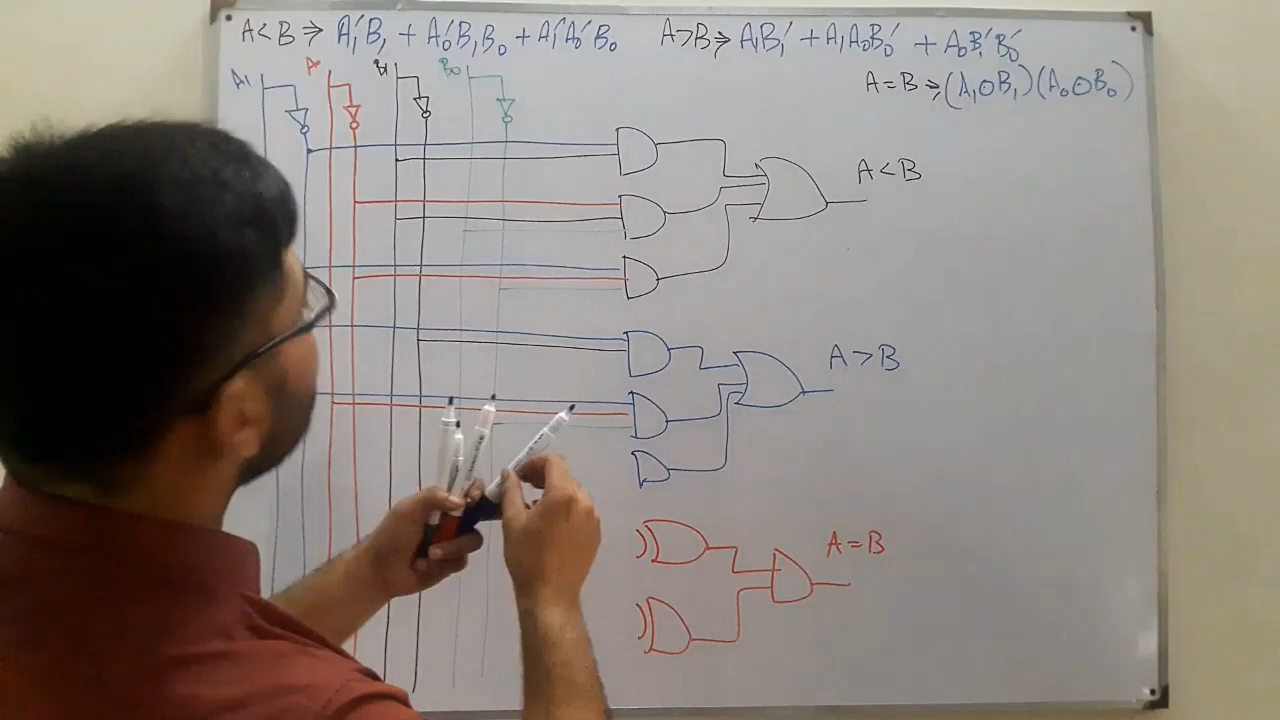 A<B ⇒ A₁′B₁ + A₀′B₁B₀ + A₁′A₀′B₀ A>B ⇒ A₁B₁′ + A₁A₀B₀′ + A₀B₁′B₀′
A=B ⇒ (A₁⊙B₁)(A₀⊙B₀)
A₁ A₀ B₁ B₀
A<B
A>B
A=B